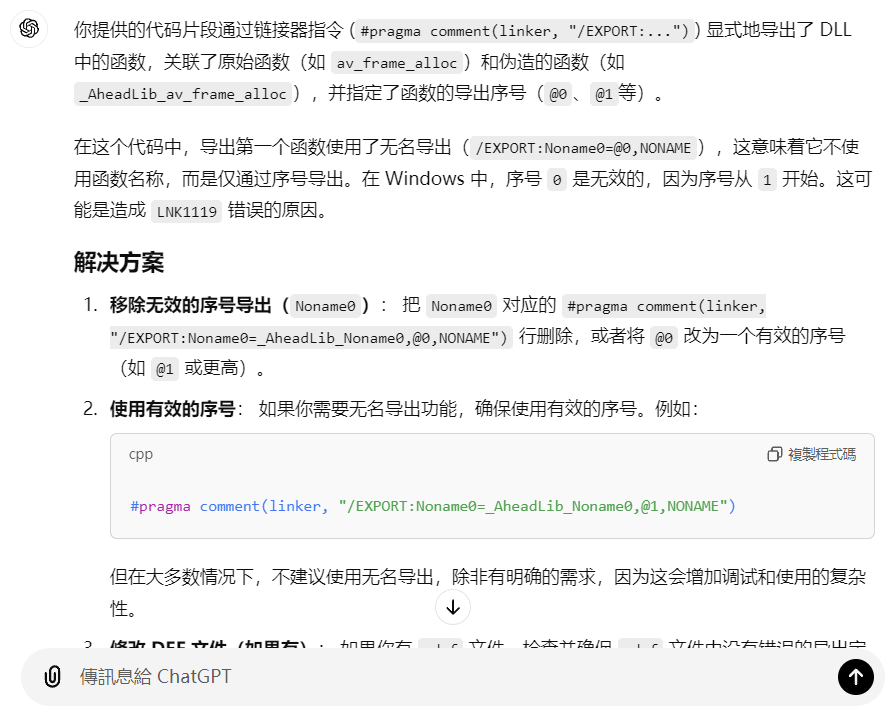 你提供的代码片段通过链接器指令 (#pragma comment(linker, "/EXPORT:...")) 显式地导出了 DLL
中的函数，关联了原始函数（如 av_frame_alloc）和伪造的函数（如
_AheadLib_av_frame_alloc），并指定了函数的导出序号（@0、@1等）。
在这个代码中，导出第一个函数使用了无名导出（/EXPORT:Noname0=@0,NONAME），这意味着它不使
用函数名称，而是仅通过序号导出。在 Windows 中，序号 0 是无效的，因为序号从 1 开始。这可
能是造成 LNK1119 错误的原因。
解决方案
1. 移除无效的序号导出（Noname0）： 把 Noname0 对应的 #pragma comment(linker,
"/EXPORT:Noname0=_AheadLib_Noname0,@0,NONAME") 行删除，或者将 @0 改为一个有效的序号
（如 @1 或更高）。
2. 使用有效的序号： 如果你需要无名导出功能，确保使用有效的序号。例如：
cpp
複製程式碼
#pragma comment(linker, "/EXPORT:Noname0=_AheadLib_Noname0,@1,NONAME")
但在大多数情况下，不建议使用无名导出，除非有明确的需求，因为这会增加调试和使用的复杂
性。
3. 修改 DEF 文件（如果有）： 如果你有 .def 文件，检查并确保 .def 文件中没有错误的导出定
傳訊息給 ChatGPT